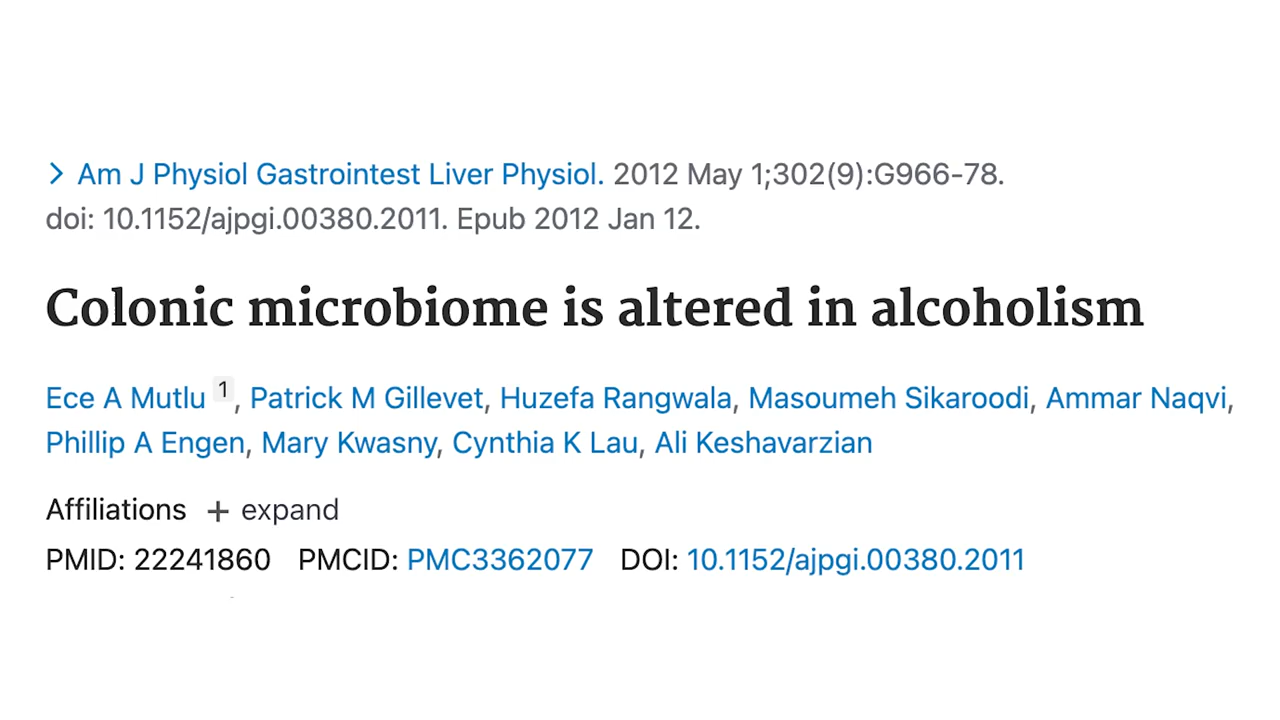 > Am J Physiol Gastrointest Liver Physiol. 2012 May 1;302(9):G966-78.
doi: 10.1152/ajpgi.00380.2011. Epub 2012 Jan 12.
Colonic microbiome is altered in alcoholism
Ece A Mutlu 1, Patrick M Gillevet, Huzefa Rangwala, Masoumeh Sikaroodi, Ammar Naqvi,
Phillip A Engen, Mary Kwasny, Cynthia K Lau, Ali Keshavarzian
Affiliations + expand
PMID: 22241860 PMCID: PMC3362077 DOI: 10.1152/ajpgi.00380.2011